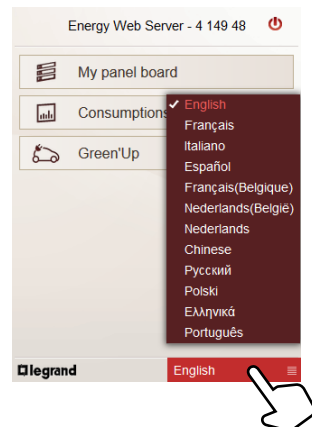 Energy Web Server - 4 149 48
My panel board
Consumptions
Green'Up
English
Français
Italiano
Español
Français(Belgique)
Nederlands(België)
Nederlands
Chinese
Русский
Polski
Ελληνικά
Português
legrand
English